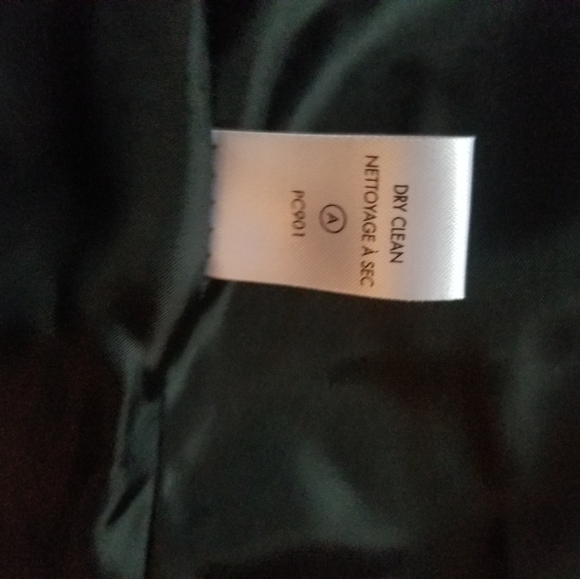 DRY CLEAN
NETTOYAGE À SEC
A
PC901